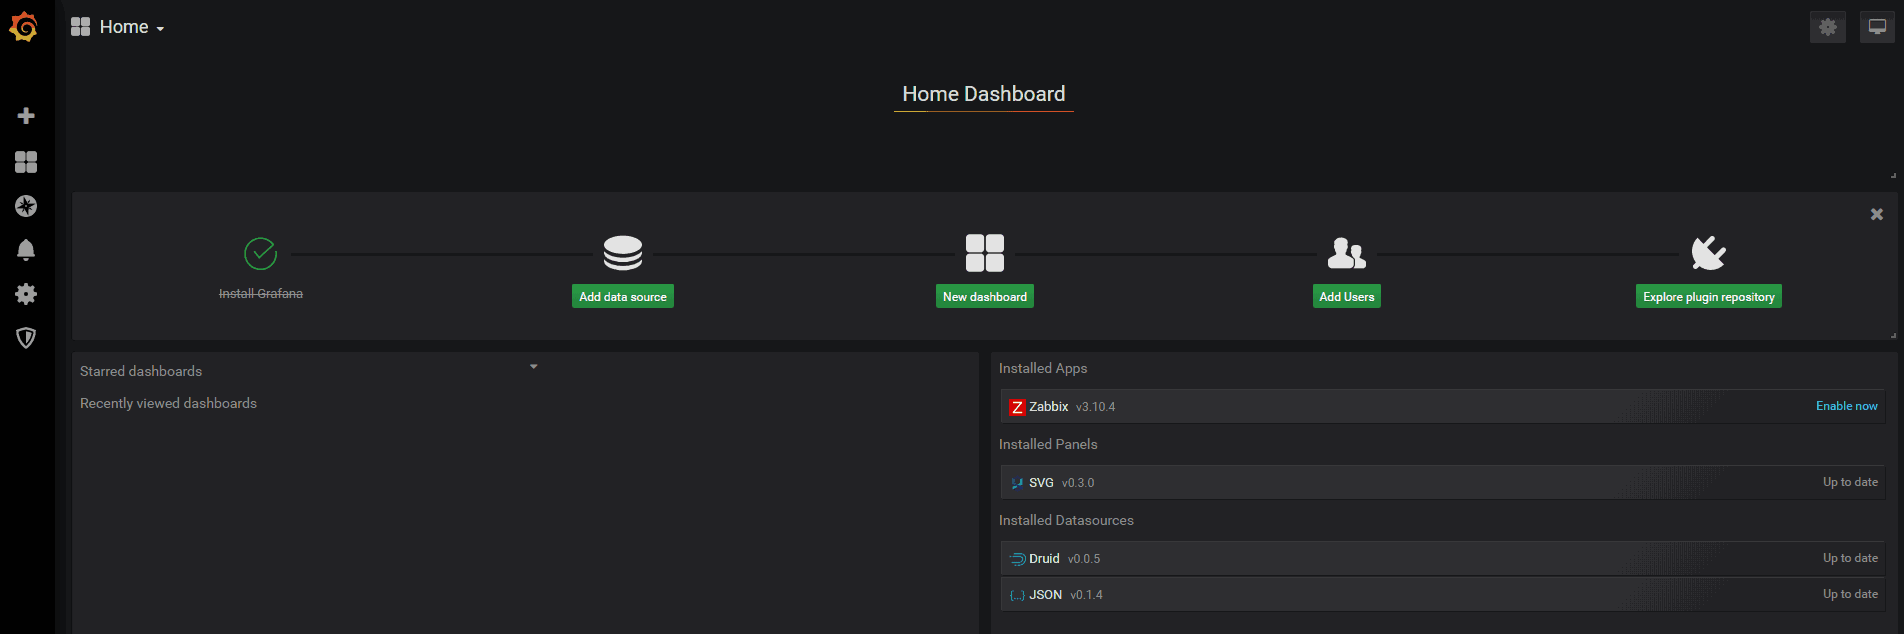 Home
Home Dashboard
Install Grafana
Add data source
New dashboard
Add Users
Explore plugin repository
Starred dashboards
Recently viewed dashboards
Installed Apps
Zabbix v3.10.4 Enable now
Installed Panels
SVG v0.3.0 Up to date
Installed Datasources
Druid v0.0.5 Up to date
{...} JSON v0.1.4 Up to date